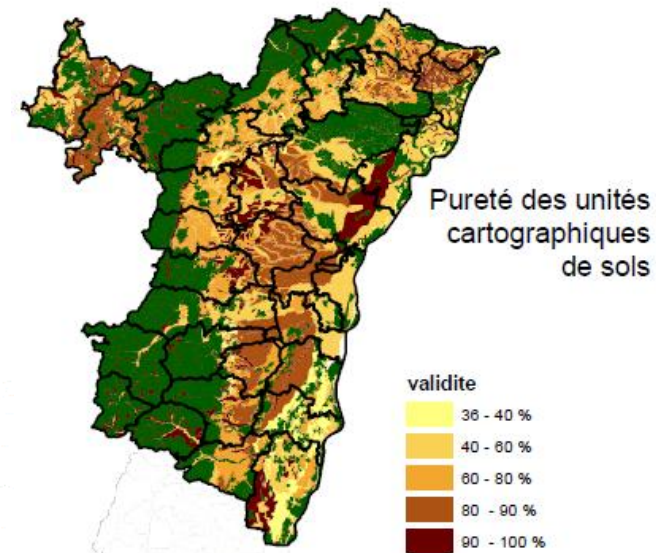 Pureté des unités
cartographiques
de sols
validite
36 - 40 %
40 - 60 %
60 - 80 %
80 - 90 %
90 - 100 %